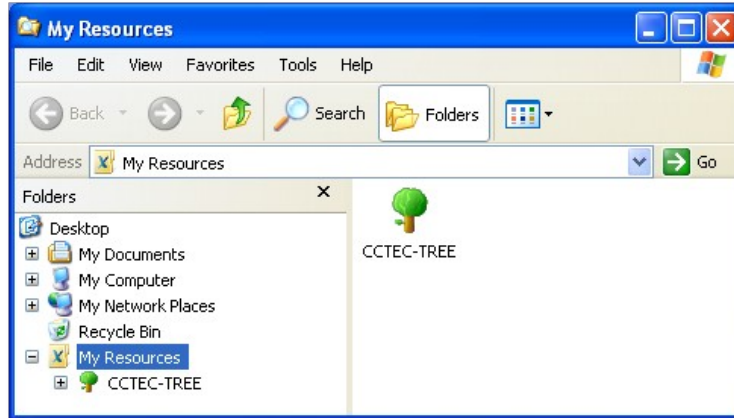 My Resources
File Edit View Favorites Tools Help
Back Search Folders
Address My Resources Go
Folders
Desktop
My Documents
My Computer
My Network Places
Recycle Bin
My Resources
CCTEC-TREE
CCTEC-TREE